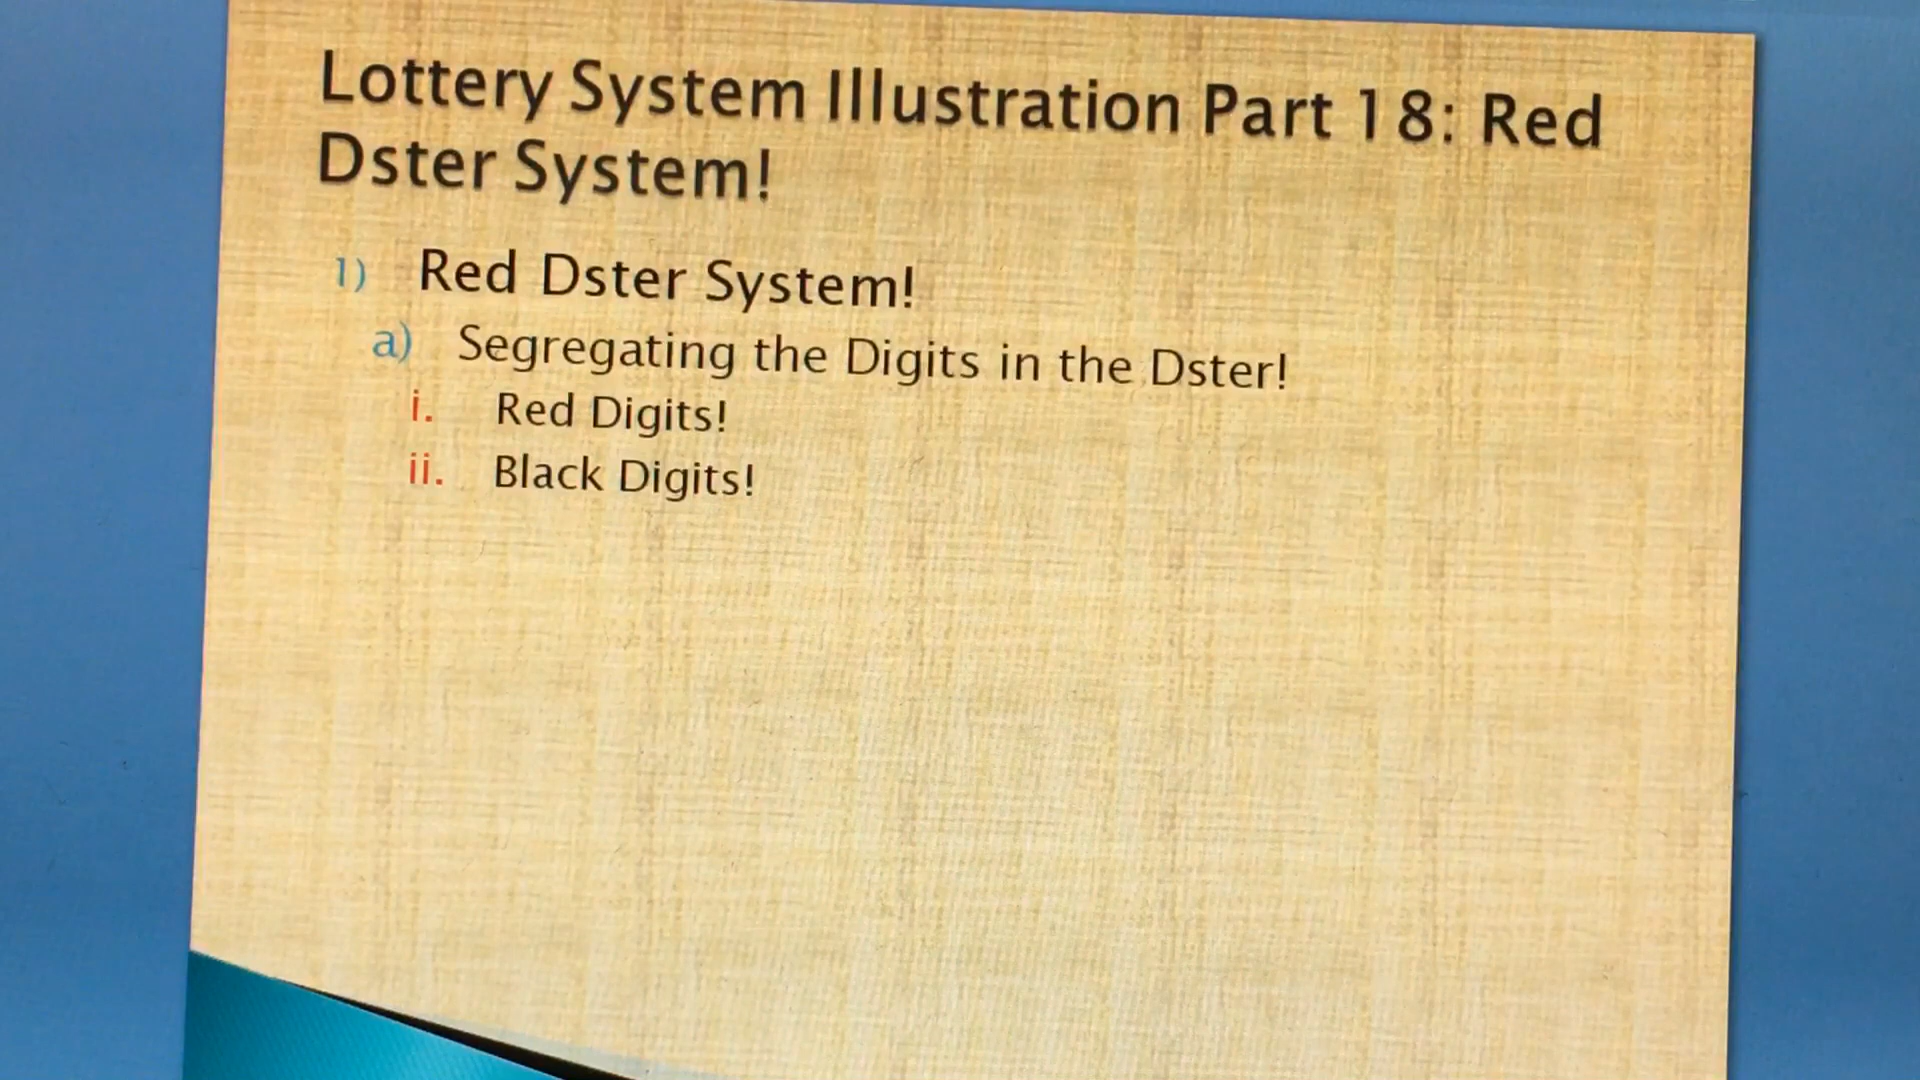 Lottery System Illustration Part 18: Red
Dster System!
1) Red Dster System!
a) Segregating the Digits in the Dster!
i. Red Digits!
ii. Black Digits!